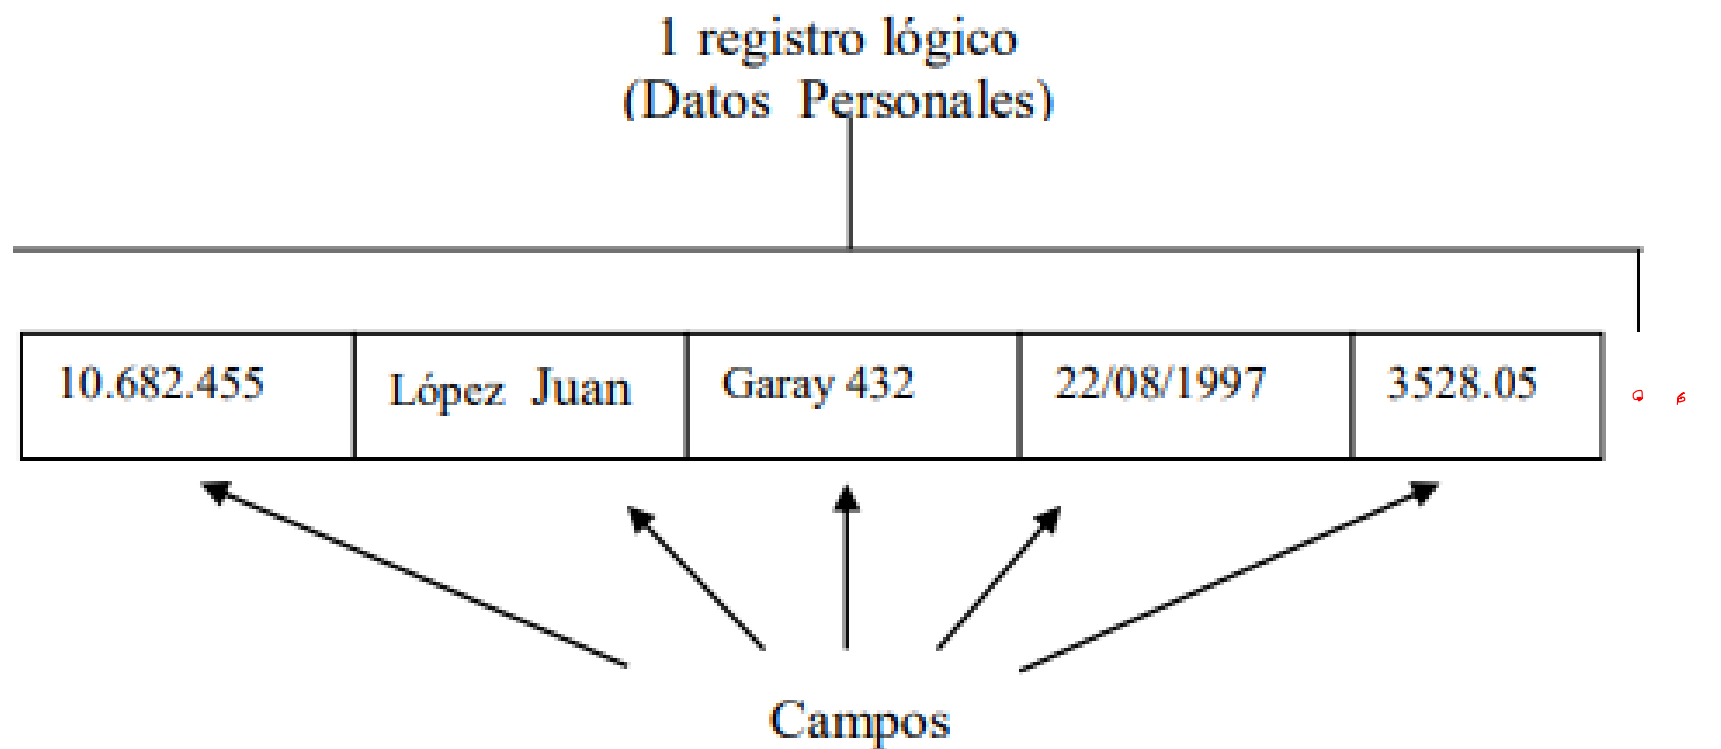 1 registro lógico
(Datos Personales)
10.682.455 López Juan Garay 432 22/08/1997 3528.05
Campos